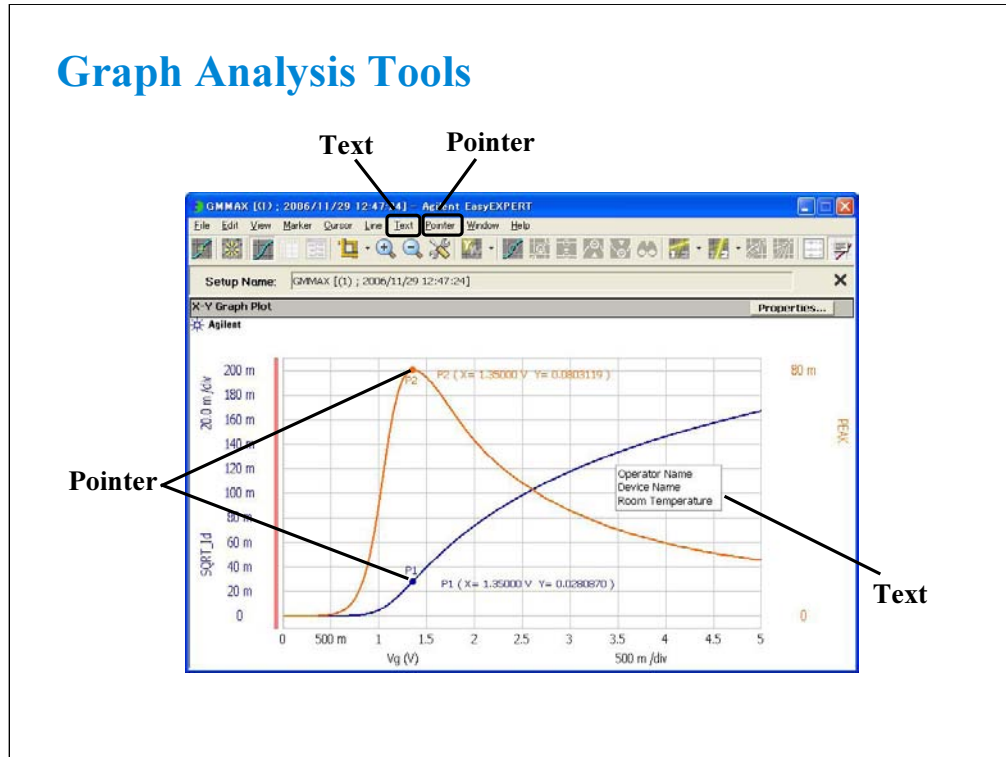 Graph Analysis Tools
Text Pointer
GMMAX [(1) ; 2006/11/29 12:47:24] - Agilent EasyEXPERT
File Edit View Marker Cursor Line Text Pointer Window Help
Setup Name: GMMAX [(1) ; 2006/11/29 12:47:24]
X-Y Graph Plot Properties...
Agilent
200 m
180 m
160 m
140 m
120 m
100 m
80 m
60 m
40 m
20 m
0
20.0 m /div
SQRT_Id
P2 P2 ( X= 1.35000 V Y= 0.0803119 )
80 m
PEAK
0
Operator Name
Device Name
Room Temperature
P1
P1 ( X= 1.35000 V Y= 0.0280870 )
Pointer
Text
0 500 m 1 1.5 2 2.5 3 3.5 4 4.5 5
Vg (V) 500 m /div